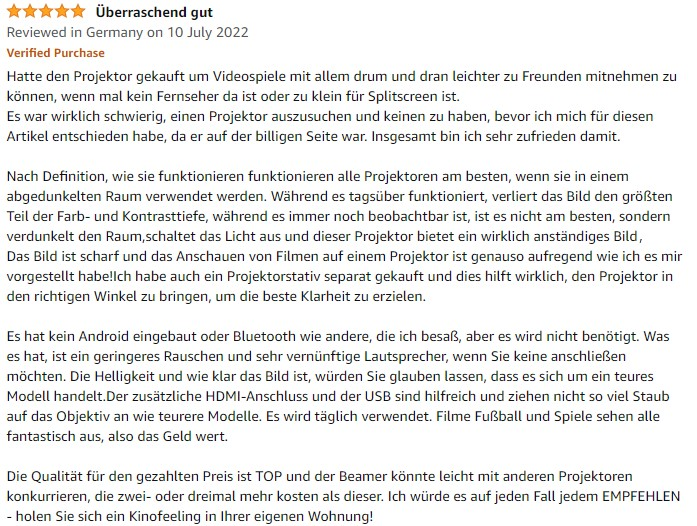 Überraschend gut
Reviewed in Germany on 10 July 2022
Verified Purchase
Hatte den Projektor gekauft um Videospiele mit allem drum und dran leichter zu Freunden mitnehmen zu
können, wenn mal kein Fernseher da ist oder zu klein für Splitscreen ist.
Es war wirklich schwierig, einen Projektor auszusuchen und keinen zu haben, bevor ich mich für diesen
Artikel entschieden habe, da er auf der billigen Seite war. Insgesamt bin ich sehr zufrieden damit.
Nach Definition, wie sie funktionieren funktionieren alle Projektoren am besten, wenn sie in einem
abgedunkelten Raum verwendet werden. Während es tagsüber funktioniert, verliert das Bild den größten
Teil der Farb- und Kontrasttiefe, während es immer noch beobachtbar ist, ist es nicht am besten, sondern
verdunkelt den Raum,schaltet das Licht aus und dieser Projektor bietet ein wirklich anständiges Bild,
Das Bild ist scharf und das Anschauen von Filmen auf einem Projektor ist genauso aufregend wie ich es mir
vorgestellt habe!Ich habe auch ein Projektorstativ separat gekauft und dies hilft wirklich, den Projektor in
den richtigen Winkel zu bringen, um die beste Klarheit zu erzielen.
Es hat kein Android eingebaut oder Bluetooth wie andere, die ich besaß, aber es wird nicht benötigt. Was
es hat, ist ein geringeres Rauschen und sehr vernünftige Lautsprecher, wenn Sie keine anschließen
möchten. Die Helligkeit und wie klar das Bild ist, würden Sie glauben lassen, dass es sich um ein teures
Modell handelt.Der zusätzliche HDMI-Anschluss und der USB sind hilfreich und ziehen nicht so viel Staub
auf das Objektiv an wie teurere Modelle. Es wird täglich verwendet. Filme Fußball und Spiele sehen alle
fantastisch aus, also das Geld wert.
Die Qualität für den gezahlten Preis ist TOP und der Beamer könnte leicht mit anderen Projektoren
konkurrieren, die zwei- oder dreimal mehr kosten als dieser. Ich würde es auf jeden Fall jedem EMPFEHLEN
- holen Sie sich ein Kinofeeling in Ihrer eigenen Wohnung!